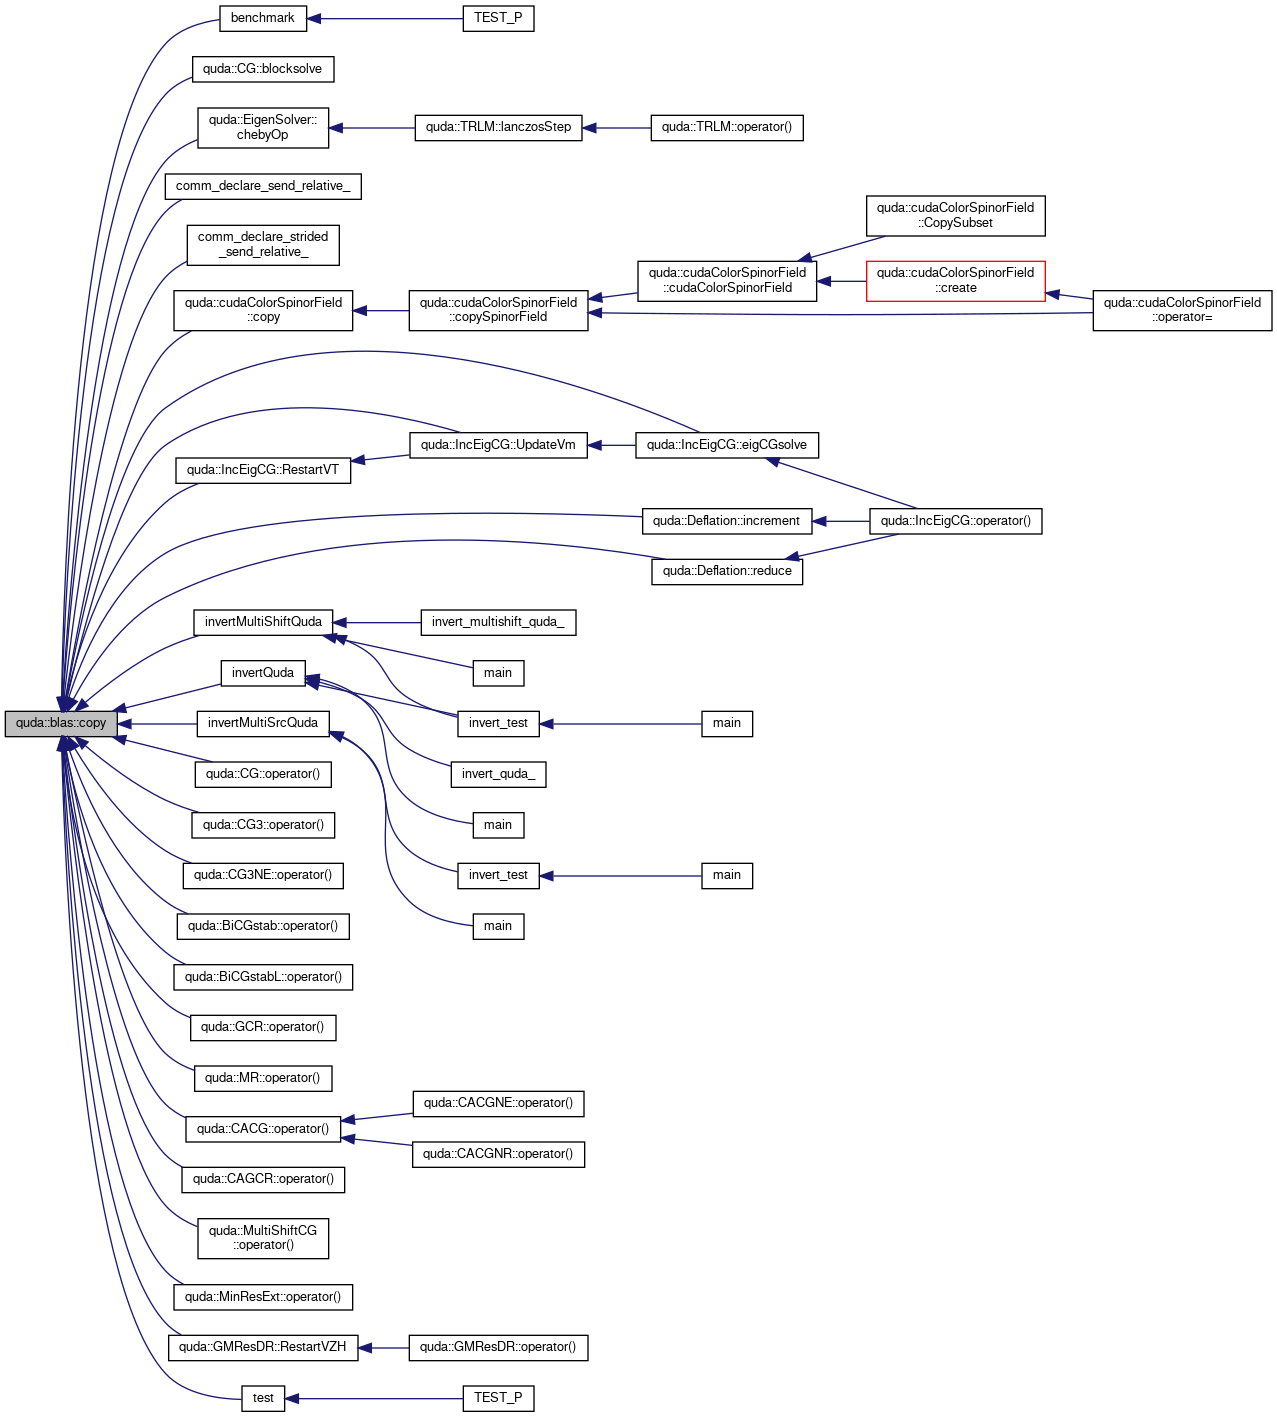 benchmark
TEST_P
quda::CG::blocksolve
quda::EigenSolver::
chebyOp
quda::TRLM::lanczosStep
quda::TRLM::operator()
comm_declare_send_relative_
quda::cudaColorSpinorField
::CopySubset
comm_declare_strided
_send_relative_
quda::cudaColorSpinorField
::cudaColorSpinorField
quda::cudaColorSpinorField
::create
quda::cudaColorSpinorField
::copy
quda::cudaColorSpinorField
::copySpinorField
quda::cudaColorSpinorField
::operator=
quda::IncEigCG::UpdateVm
quda::IncEigCG::eigCGsolve
quda::IncEigCG::RestartVT
quda::Deflation::increment
quda::IncEigCG::operator()
quda::Deflation::reduce
invertMultiShiftQuda
invert_multishift_quda_
invertQuda
main
quda::blas::copy
invertMultiSrcQuda
invert_test
main
quda::CG::operator()
invert_quda_
quda::CG3::operator()
main
quda::CG3NE::operator()
invert_test
main
quda::BiCGstab::operator()
main
quda::BiCGstabL::operator()
quda::GCR::operator()
quda::MR::operator()
quda::CACGNE::operator()
quda::CACG::operator()
quda::CACGNR::operator()
quda::CAGCR::operator()
quda::MultiShiftCG
::operator()
quda::MinResExt::operator()
quda::GMResDR::RestartVZH
quda::GMResDR::operator()
test
TEST_P